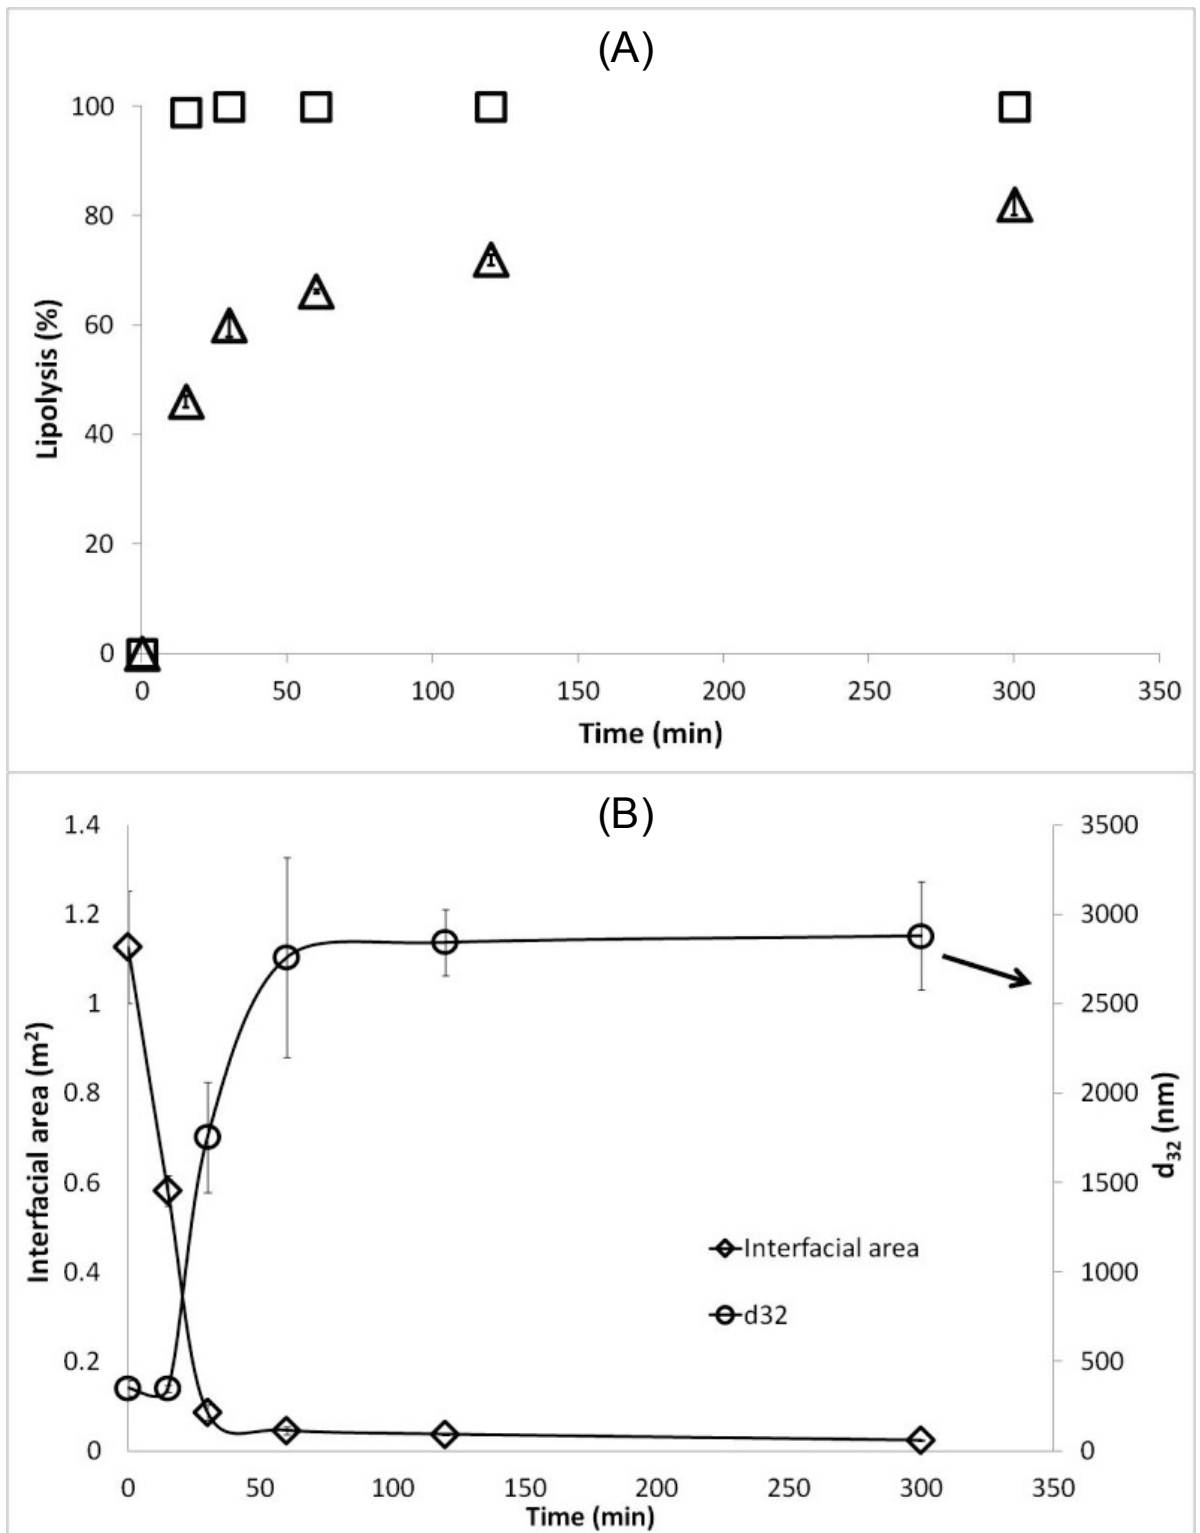 (A)
100
80
60
40
20
0
Lipolysis (%)
0 50 100 150 200 250 300 350
Time (min)
(B)
1.4
1.2
1
0.8
0.6
0.4
0.2
0
Interfacial area (m²)
3500
3000
2500
2000
1500
1000
500
0
d₃₂ (nm)
Interfacial area
d32
0 50 100 150 200 250 300 350
Time (min)